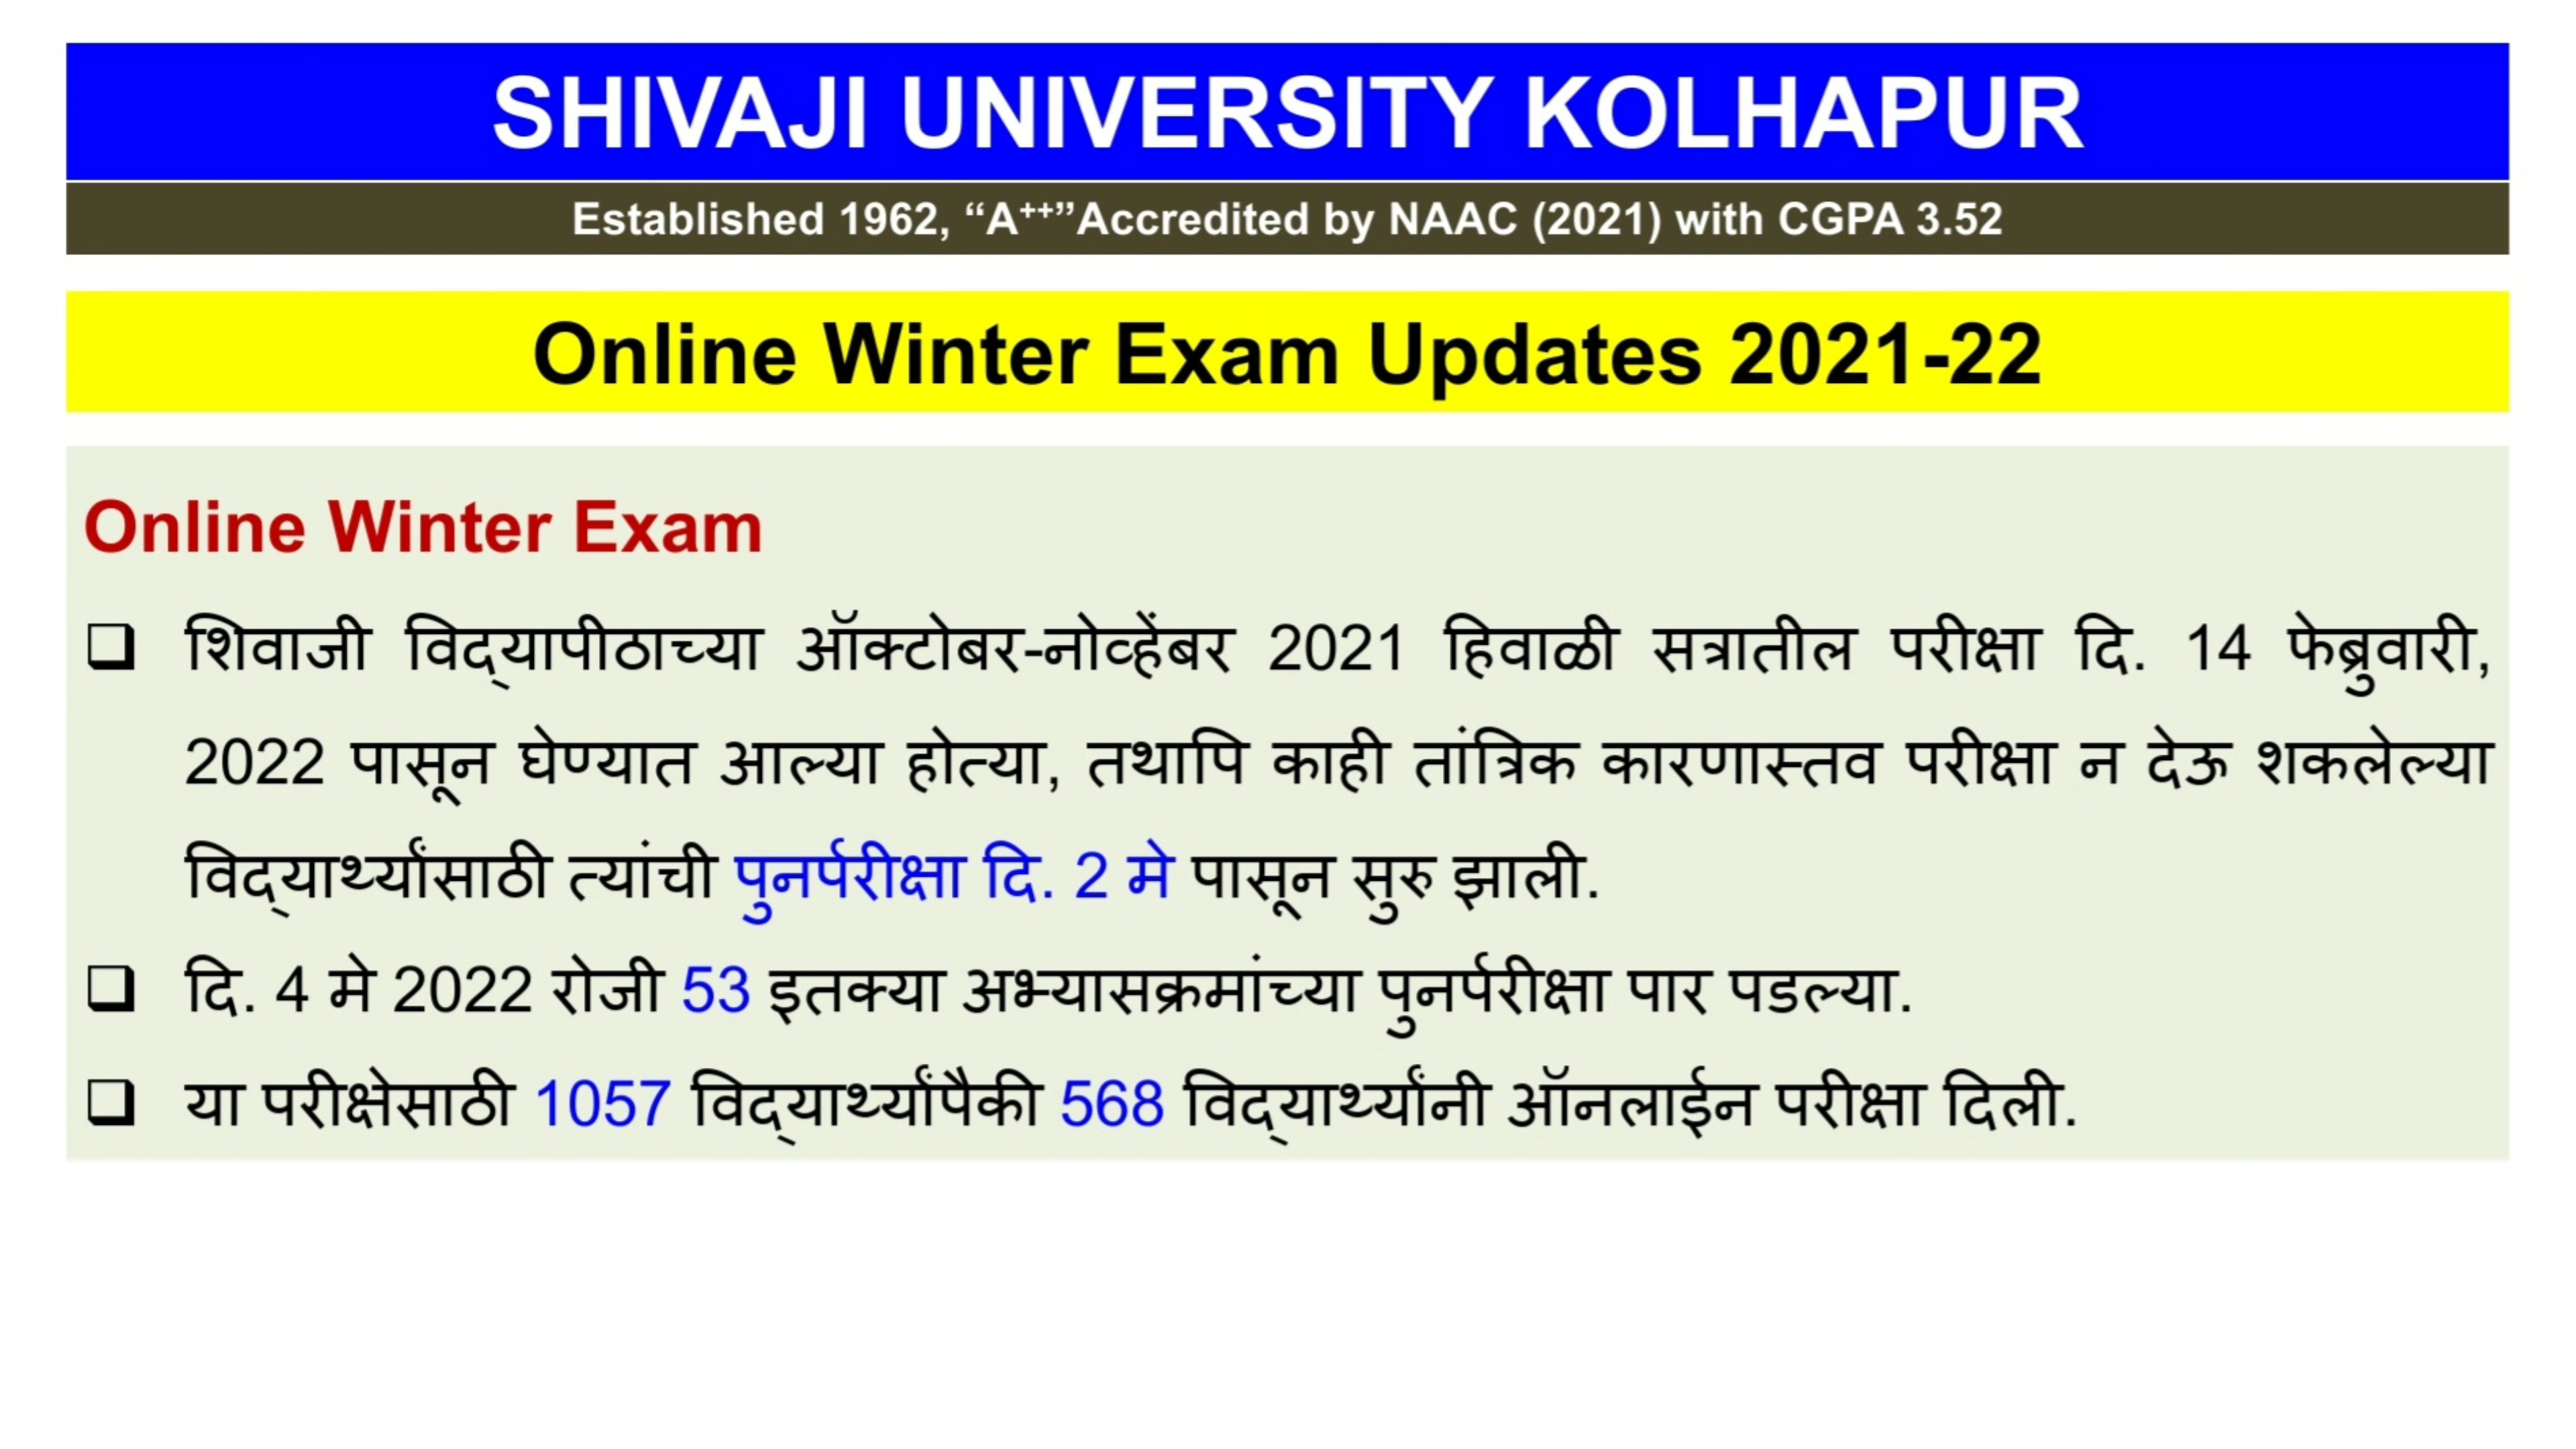 SHIVAJI UNIVERSITY KOLHAPUR
Established 1962, “A++”Accredited by NAAC (2021) with CGPA 3.52
Online Winter Exam Updates 2021-22
Online Winter Exam
❑ शिवाजी विद्‌यापीठाच्या ऑक्टोबर-नोव्हेंबर 2021 हिवाळी सत्रातील परीक्षा दि. 14 फेब्रुवारी,
2022 पासून घेण्यात आल्या होत्या, तथापि काही तांत्रिक कारणास्तव परीक्षा न देऊ शकलेल्या
विद्‌यार्थ्यांसाठी त्यांची पुनर्परीक्षा दि. 2 मे पासून सुरु झाली.
❑ दि. 4 मे 2022 रोजी 53 इतक्या अभ्यासक्रमांच्या पुनर्परीक्षा पार पडल्या.
❑ या परीक्षेसाठी 1057 विद्‌यार्थ्यांपैकी 568 विद्‌यार्थ्यांनी ऑनलाईन परीक्षा दिली.